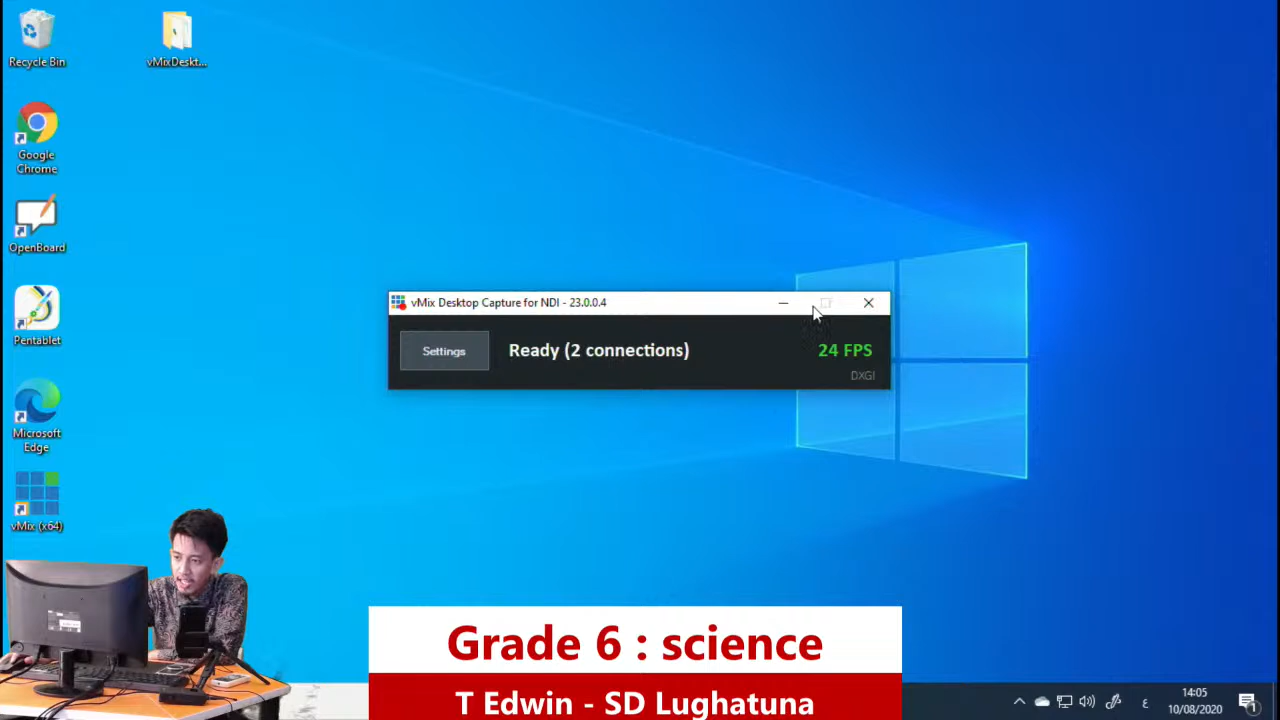 Recycle Bin
vMixDeskt...
Google
Chrome
OpenBoard
Pentablet
Microsoft
Edge
vMix (x64)
vMix Desktop Capture for NDI - 23.0.0.4
Settings
Ready (2 connections)
24 FPS
DXGI
Grade 6 : science
T Edwin - SD Lughatuna
ع
14:05
10/08/2020
1